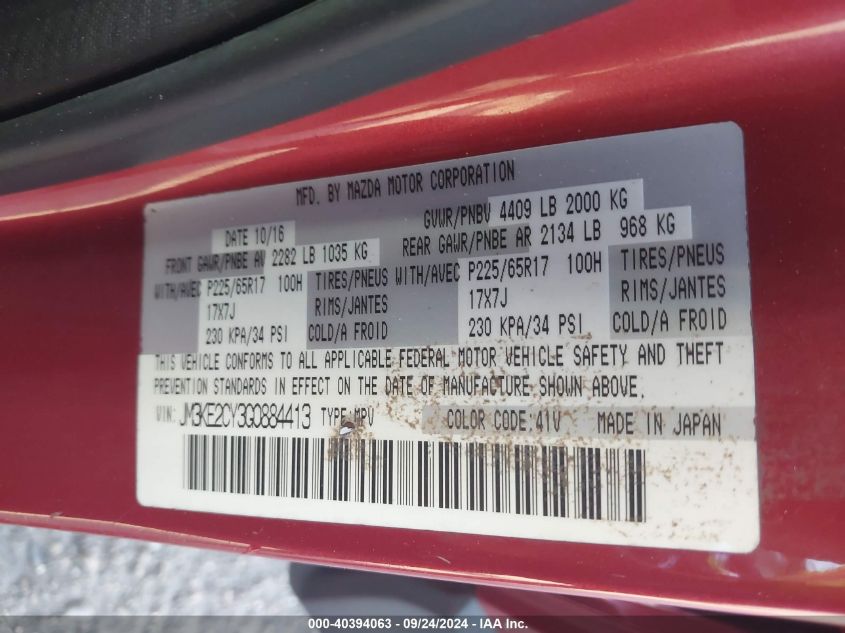 MFD. BY MAZDA MOTOR CORPORATION
DATE 10/16 GVWR/PNBV 4409 LB 2000 KG
FRONT GAWR/PNBE AV 2282 LB 1035 KG REAR GAWR/PNBE AR 2134 LB 968 KG
WITH/AVEC P225/65R17 100H TIRES/PNEUS WITH/AVEC P225/65R17 100H TIRES/PNEUS
17X7J RIMS/JANTES 17X7J RIMS/JANTES
230 KPA/34 PSI COLD/A FROID 230 KPA/34 PSI COLD/A FROID
THIS VEHICLE CONFORMS TO ALL APPLICABLE FEDERAL MOTOR VEHICLE SAFETY AND THEFT
PREVENTION STANDARDS IN EFFECT ON THE DATE OF MANUFACTURE SHOWN ABOVE.
VIN: JM3KE2CY3G0884413 TYPE:MPV COLOR CODE:41V MADE IN JAPAN
000-40394063 - 09/24/2024 - IAAI.com